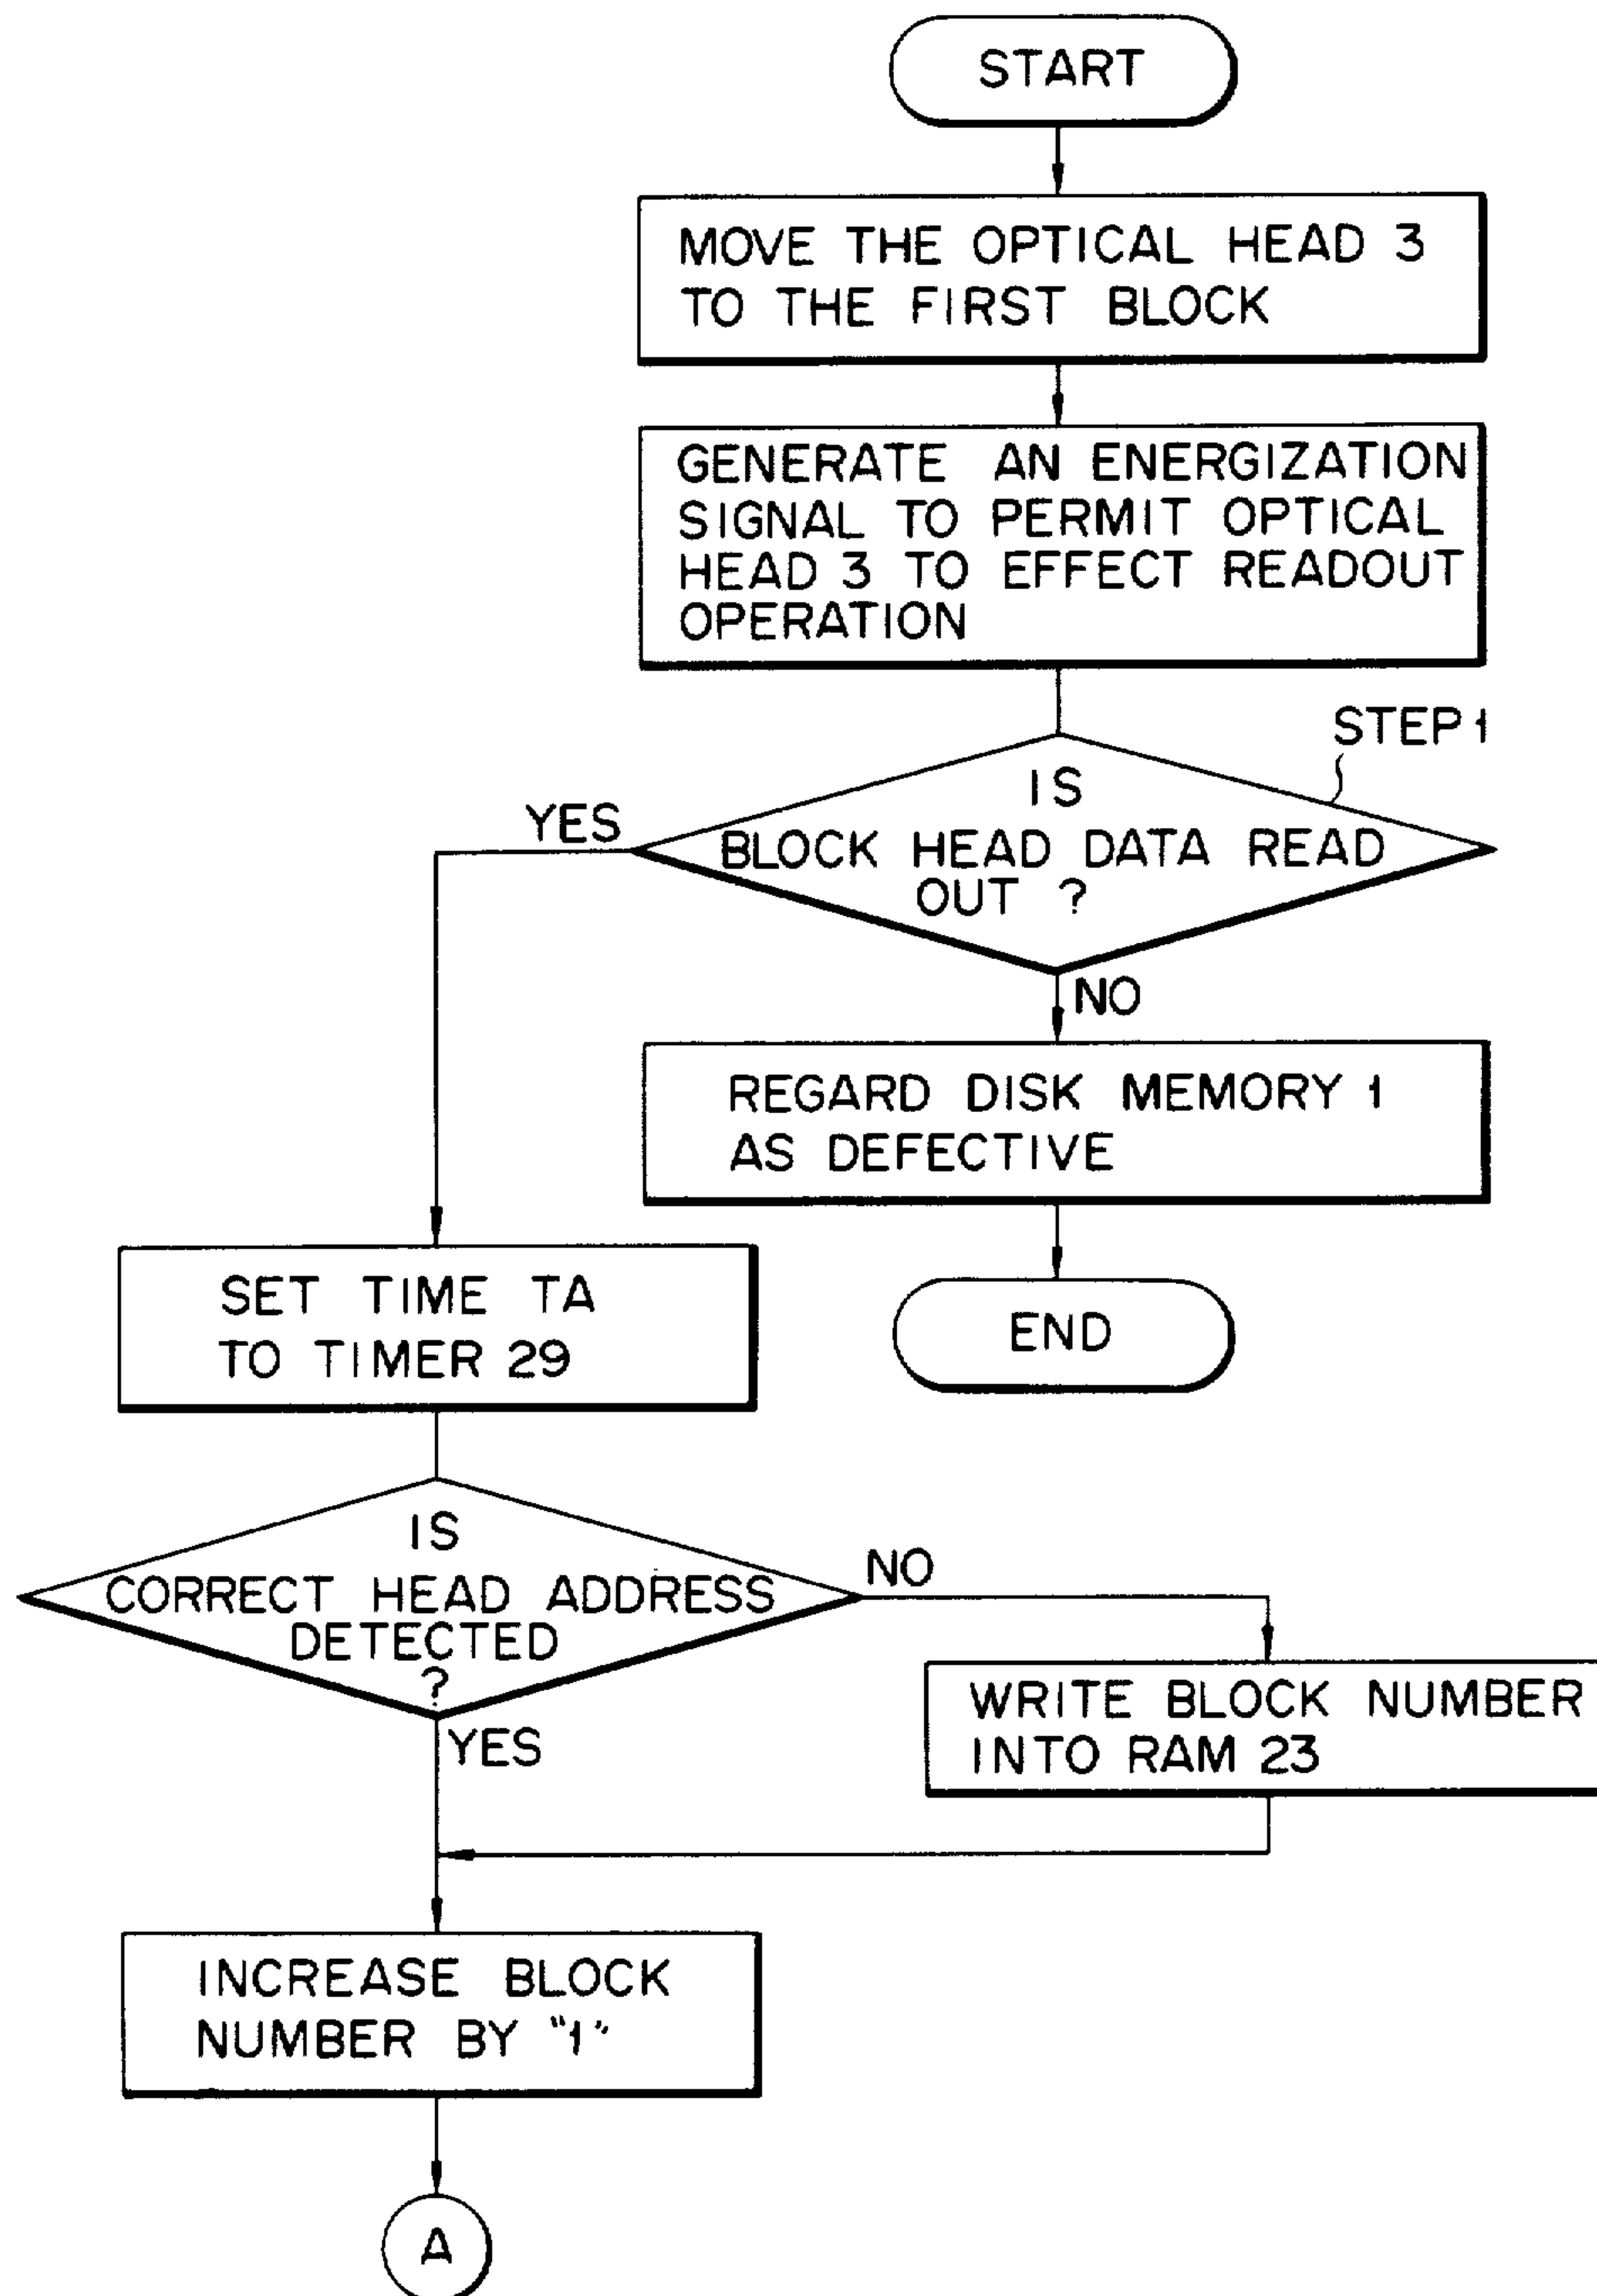 START
MOVE THE OPTICAL HEAD 3
TO THE FIRST BLOCK
GENERATE AN ENERGIZATION
SIGNAL TO PERMIT OPTICAL
HEAD 3 TO EFFECT READOUT
OPERATION
STEP 1
IS
BLOCK HEAD DATA READ
OUT ?
YES
NO
REGARD DISK MEMORY 1
AS DEFECTIVE
END
SET TIME TA
TO TIMER 29
IS
CORRECT HEAD ADDRESS
DETECTED
?
NO
YES
WRITE BLOCK NUMBER
INTO RAM 23
INCREASE BLOCK
NUMBER BY "1"
A